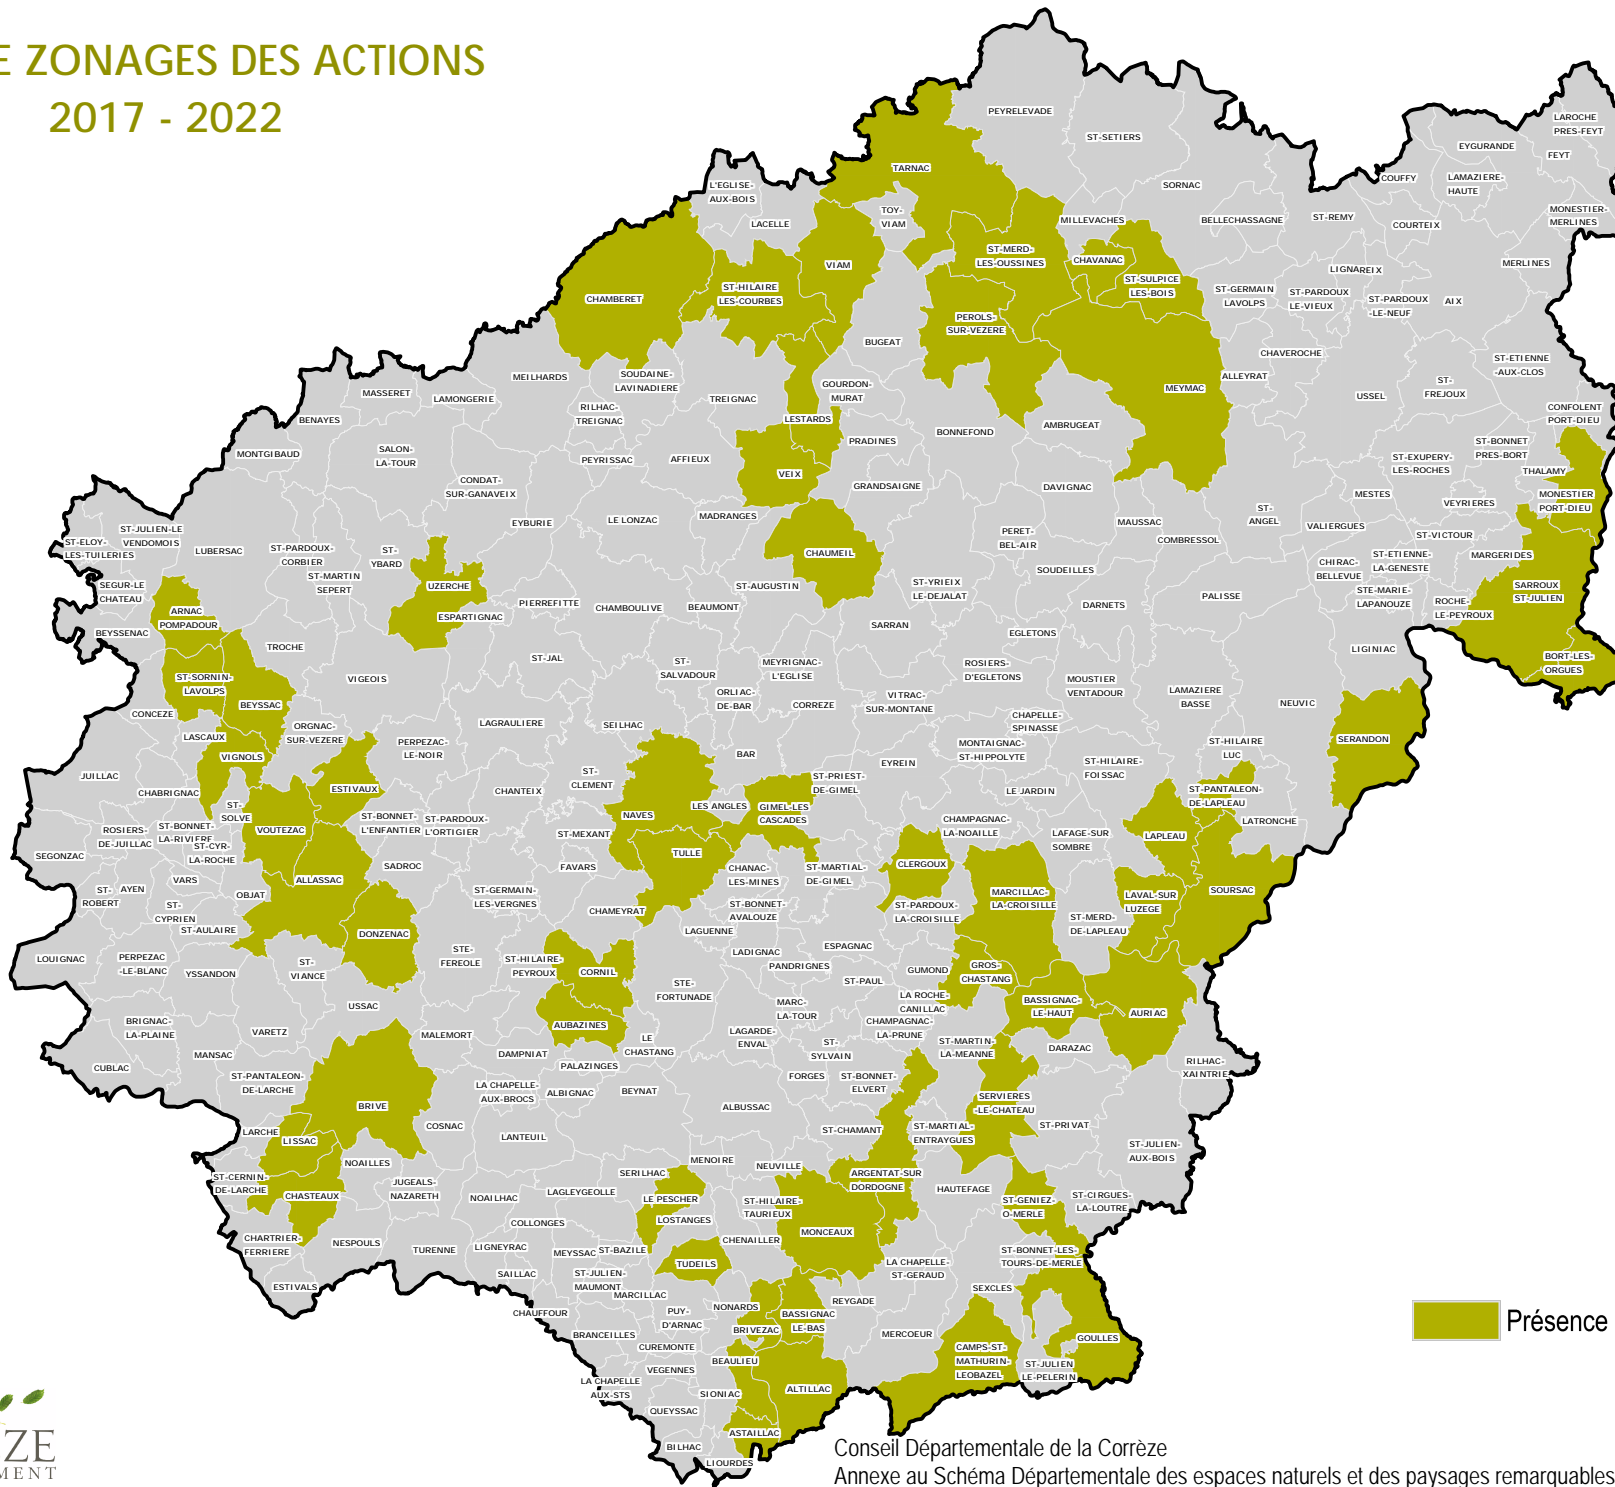 E ZONAGES DES ACTIONS
2017 - 2022
PEYRELEVADE
ST-SETIERS
LAROCHE
PRES-FEYT
EYGURANDE
FEYT
TARNAC
COUFFY
LAMAZIERE-
HAUTE
SORNAC
L'EGLISE-
AUX-BOIS
LACELLE
TOY-
VIAM
MILLEVACHES
BELLECHASSAGNE
ST-REMY
COURTEIX
MONESTIER-
MERLINES
ST-MERD-
LES-OUSSINES
CHAVANAC
ST-SULPICE
LES-BOIS
LIGNAREIX
MERLINES
VIAM
CHAMBERET
ST-HILAIRE
LES-COURBES
ST-GERMAIN
LAVOLPS
ST-PARDOUX
LE-VIEUX
ST-PARDOUX
-LE-NEUF
AIX
PEROLS-
SUR-VEZERE
BUGEAT
CHAVEROCHE
ST-ETIENNE
-AUX-CLOS
MEILHARDS
SOUDAINE-
LAVINADIERE
GOURDON-
MURAT
ALLEYRAT
MEYMAC
ST-
FREJOUX
USSEL
MASSERET
LAMONGERIE
TREIGNAC
RILHAC-
TREIGNAC
BENAYES
LESTARDS
CONFOLENT
PORT-DIEU
AMBRUGEAT
BONNEFOND
PRADINES
ST-BONNET
PRES-BORT
MONTGIBAUD
SALON-
LA-TOUR
PEYRISSAC
AFFIEUX
VEIX
ST-EXUPERY-
LES-ROCHES
THALAMY
CONDAT-
SUR-GANAVEIX
GRANDSAIGNE
DAVIGNAC
MESTES
MONESTIER
PORT-DIEU
VEYRIERES
EYBURIE
LE LONZAC
MADRANGES
MAUSSAC
ST-
ANGEL
VALIERGUES
ST-JULIEN-LE
VENDOMOIS
ST-ELOY-
LES-TUILERIES
LUBERSAC
ST-PARDOUX-
CORBIER
ST-
YBARD
CHAUMEIL
PERET-
BEL-AIR
COMBRESSOL
ST-VICTOUR
ST-ETIENNE-
LA-GENESTE
MARGERIDES
CHIRAC-
BELLEVUE
SEGUR-LE
CHATEAU
ST-MARTIN
SEPERT
UZERCHE
ST-AUGUSTIN
ST-YRIEIX
LE-DEJALAT
SOUDEILLES
SARROUX
ST-JULIEN
STE-MARIE-
LAPANOUZE
ROCHE-
LE-PEYROUX
ARNAC
POMPADOUR
ESPARTIGNAC
PIERREFITTE
CHAMBOULIVE
BEAUMONT
DARNETS
PALISSE
BEYSSENAC
TROCHE
SARRAN
EGLETONS
LIGINIAC
BORT-LES-
ORGUES
ST-JAL
ST-
SALVADOUR
MEYRIGNAC-
L'EGLISE
ROSIERS-
D'EGLETONS
MOUSTIER
VENTADOUR
ST-SORNIN-
LAVOLPS
VIGEOIS
ORLIAC-
DE-BAR
CORREZE
VITRAC-
SUR-MONTANE
LAMAZIERE
BASSE
NEUVIC
BEYSSAC
CONCEZE
LASCAUX
ORGNAC-
SUR-VEZERE
LAGRAULIERE
SEILHAC
CHAPELLE-
SPINASSE
SERANDON
PERPEZAC-
LE-NOIR
BAR
MONTAIGNAC-
ST-HIPPOLYTE
ST-HILAIRE
LUC
VIGNOLS
EYREIN
ST-HILAIRE-
FOISSAC
JUILLAC
CHABRIGNAC
ESTIVAUX
CHANTEIX
ST-
CLEMENT
ST-PRIEST-
DE-GIMEL
LE JARDIN
ST-PANTALEON-
DE-LAPLEAU
ST-
SOLVE
LES ANGLES
GIMEL-LES
CASCADES
NAVES
LATRONCHE
ROSIERS-
DE-JUILLAC
ST-BONNET-
LA-RIVIERE
VOUTEZAC
ST-BONNET-
L'ENFANTIER
ST-PARDOUX-
L'ORTIGIER
ST-MEXANT
CHAMPAGNAC-
LA-NOAILLE
LAFAGE-SUR
SOMBRE
LAPLEAU
SEGONZAC
ST-CYR-
LA-ROCHE
SADROC
FAVARS
TULLE
CLERGOUX
CHANAC-
LES-MINES
ST-MARTIAL-
DE-GIMEL
ST-
ROBERT
AYEN
VARS
ALLASSAC
OBJAT
ST-GERMAIN-
LES-VERGNES
MARCILLAC-
LA-CROISILLE
LAVAL-SUR
LUZEGE
SOURSAC
ST-
CYPRIEN
ST-AULAIRE
CHAMEYRAT
ST-BONNET-
AVALOUZE
LAGUENNE
ST-PARDOUX-
LA-CROISILLE
ST-MERD-
DE-LAPLEAU
DONZENAC
LOUIGNAC
PERPEZAC
-LE-BLANC
YSSANDON
ST-
VIANCE
STE-
FEREOLE
ST-HILAIRE-
PEYROUX
CORNIL
LADIGNAC
ESPAGNAC
PANDRIGNES
GUMOND
GROS-
CHASTANG
ST-PAUL
STE-
FORTUNADE
USSAC
MARC-
LA-TOUR
LA ROCHE-
CANILLAC
BASSIGNAC-
LE-HAUT
AURIAC
BRIGNAC-
LA-PLAINE
VARETZ
MALEMORT
AUBAZINES
LE
CHASTANG
LAGARDE-
ENVAL
CHAMPAGNAC-
LA-PRUNE
ST-MARTIN-
LA-MEANNE
DARAZAC
MANSAC
DAMPNIAT
PALAZINGES
ST-
SYLVAIN
RILHAC-
XAINTRIE
CUBLAC
ST-PANTALEON-
DE-LARCHE
LA CHAPELLE-
AUX-BROCS
ALBIGNAC
BEYNAT
FORGES
ST-BONNET-
ELVERT
SERVIERES
-LE-CHATEAU
BRIVE
ALBUSSAC
COSNAC
LANTEUIL
ST-CHAMANT
ST-MARTIAL-
ENTRAYGUES
ST-PRIVAT
LARCHE
LISSAC
ST-JULIEN-
AUX-BOIS
NOAILLES
MENOIRE
NEUVILLE
ST-CERNIN-
DE-LARCHE
CHASTEAUX
JUGEALS-
NAZARETH
NOAILHAC
LAGLEYGEOLLE
SERILHAC
LE PESCHER
ARGENTAT-SUR
DORDOGNE
HAUTEFAGE
ST-GENIEZ-
O-MERLE
ST-CIRGUES-
LA-LOUTRE
ST-HILAIRE-
TAURIEUX
COLLONGES
LOSTANGES
MONCEAUX
CHARTRIER-
FERRIERE
NESPOULS
TURENNE
LIGNEYRAC
MEYSSAC
ST-BAZILE
CHENAILLER
ST-BONNET-LES-
TOURS-DE-MERLE
TUDEILS
LA CHAPELLE-
ST-GERAUD
ESTIVALS
SAILLAC
ST-JULIEN-
MAUMONT
MARCILLAC
SEXCLES
CHAUFFOUR
PUY-
D'ARNAC
NONARDS
REYGADE
BASSIGNAC
LE-BAS
BRIVEZAC
BRANCEILLES
MERCOEUR
GOULLES
Présence
CUREMONTE
CAMPS-ST-
MATHURIN-
LEOBAZEL
BEAULIEU
VEGENNES
ST-JULIEN
LE-PELERIN
LA CHAPELLE
AUX-STS
SIONIAC
ALTILLAC
QUEYSSAC
ASTAILLAC
BILHAC
LIOURDES
ZE
EMENT
Conseil Départementale de la Corrèze
Annexe au Schéma Départementale des espaces naturels et des paysages remarquables